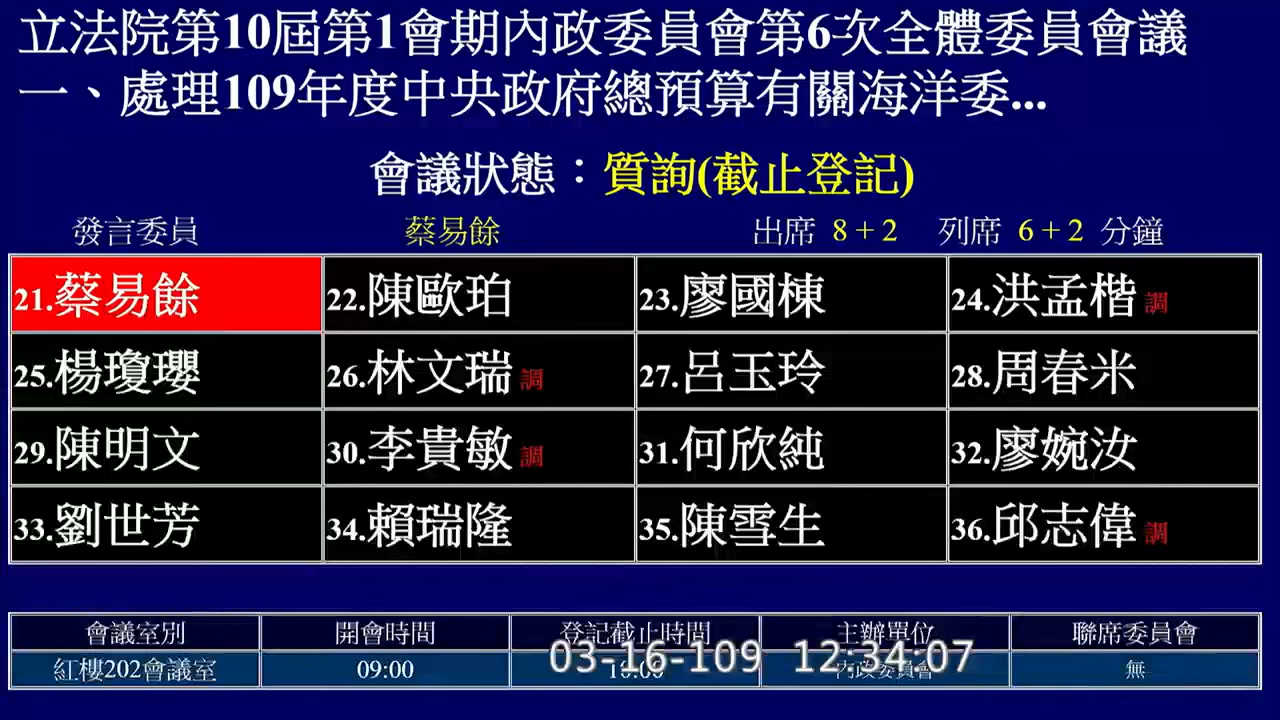 立法院第10屆第1會期內政委員會第6次全體委員會議
一、處理109年度中央政府總預算有關海洋委...
會議狀態：質詢(截止登記)
發言委員 蔡易餘 出席 8 + 2 列席 6 + 2 分鐘
21.蔡易餘 22.陳歐珀 23.廖國棟 24.洪孟楷 調
25.楊瓊瓔 26.林文瑞 調 27.呂玉玲 28.周春米
29.陳明文 30.李貴敏 調 31.何欣純 32.廖婉汝
33.劉世芳 34.賴瑞隆 35.陳雪生 36.邱志偉 調
會議室別 開會時間 登記截止時間 主辦單位 聯席委員會
紅樓202會議室 09:00 10:00 內政委員會 無
03-16-109 12:34:07